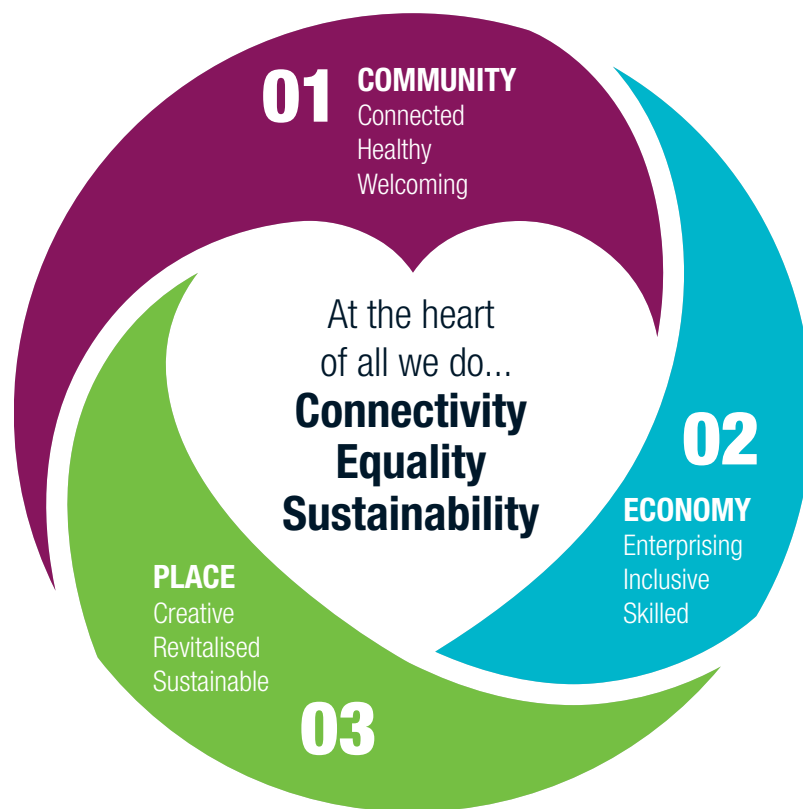 01
COMMUNITY
Connected
Healthy
Welcoming
At the heart
of all we do...
Connectivity
Equality
Sustainability
02
ECONOMY
Enterprising
Inclusive
Skilled
PLACE
Creative
Revitalised
Sustainable
03